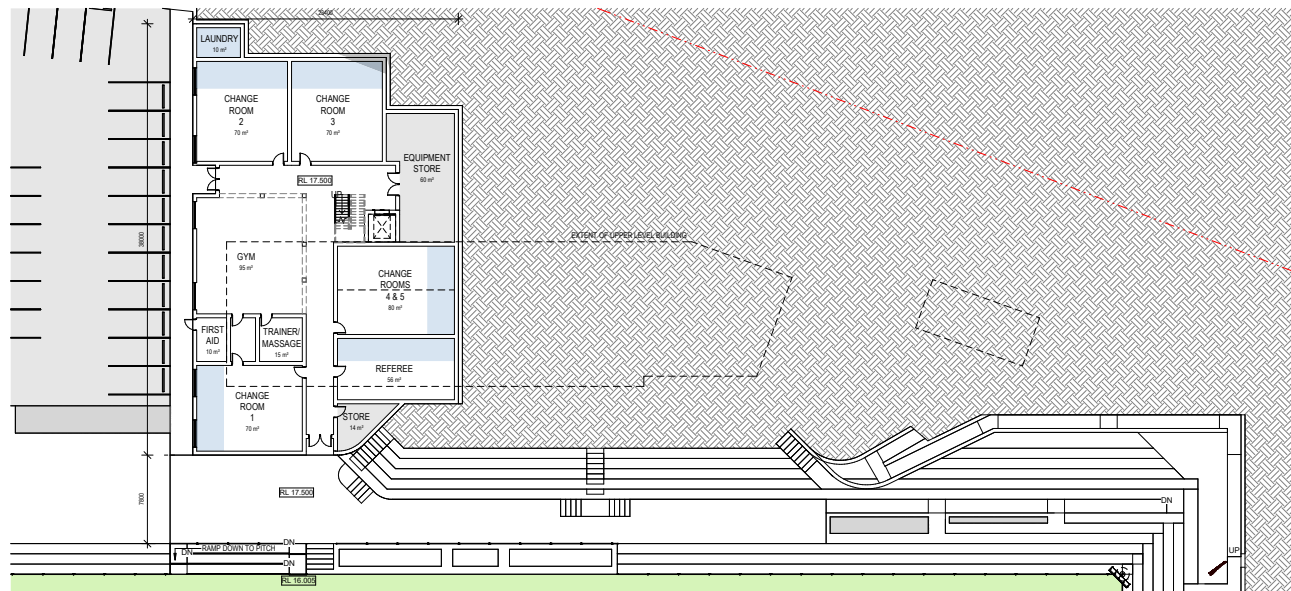 23400
LAUNDRY
10 m²
CHANGE
ROOM
2
70 m²
CHANGE
ROOM
3
70 m²
EQUIPMENT
STORE
60 m²
RL 17.500
UP
38000
EXTENT OF UPPER LEVEL BUILDING
GYM
95 m²
CHANGE
ROOMS
4 & 5
80 m²
FIRST
AID
10 m²
TRAINER/
MASSAGE
15 m²
REFEREE
56 m²
CHANGE
ROOM
1
70 m²
STORE
14 m²
7800
RL 17.500
DN
DN
RAMP DOWN TO PITCH
DN
DN
UP
RL 16.005